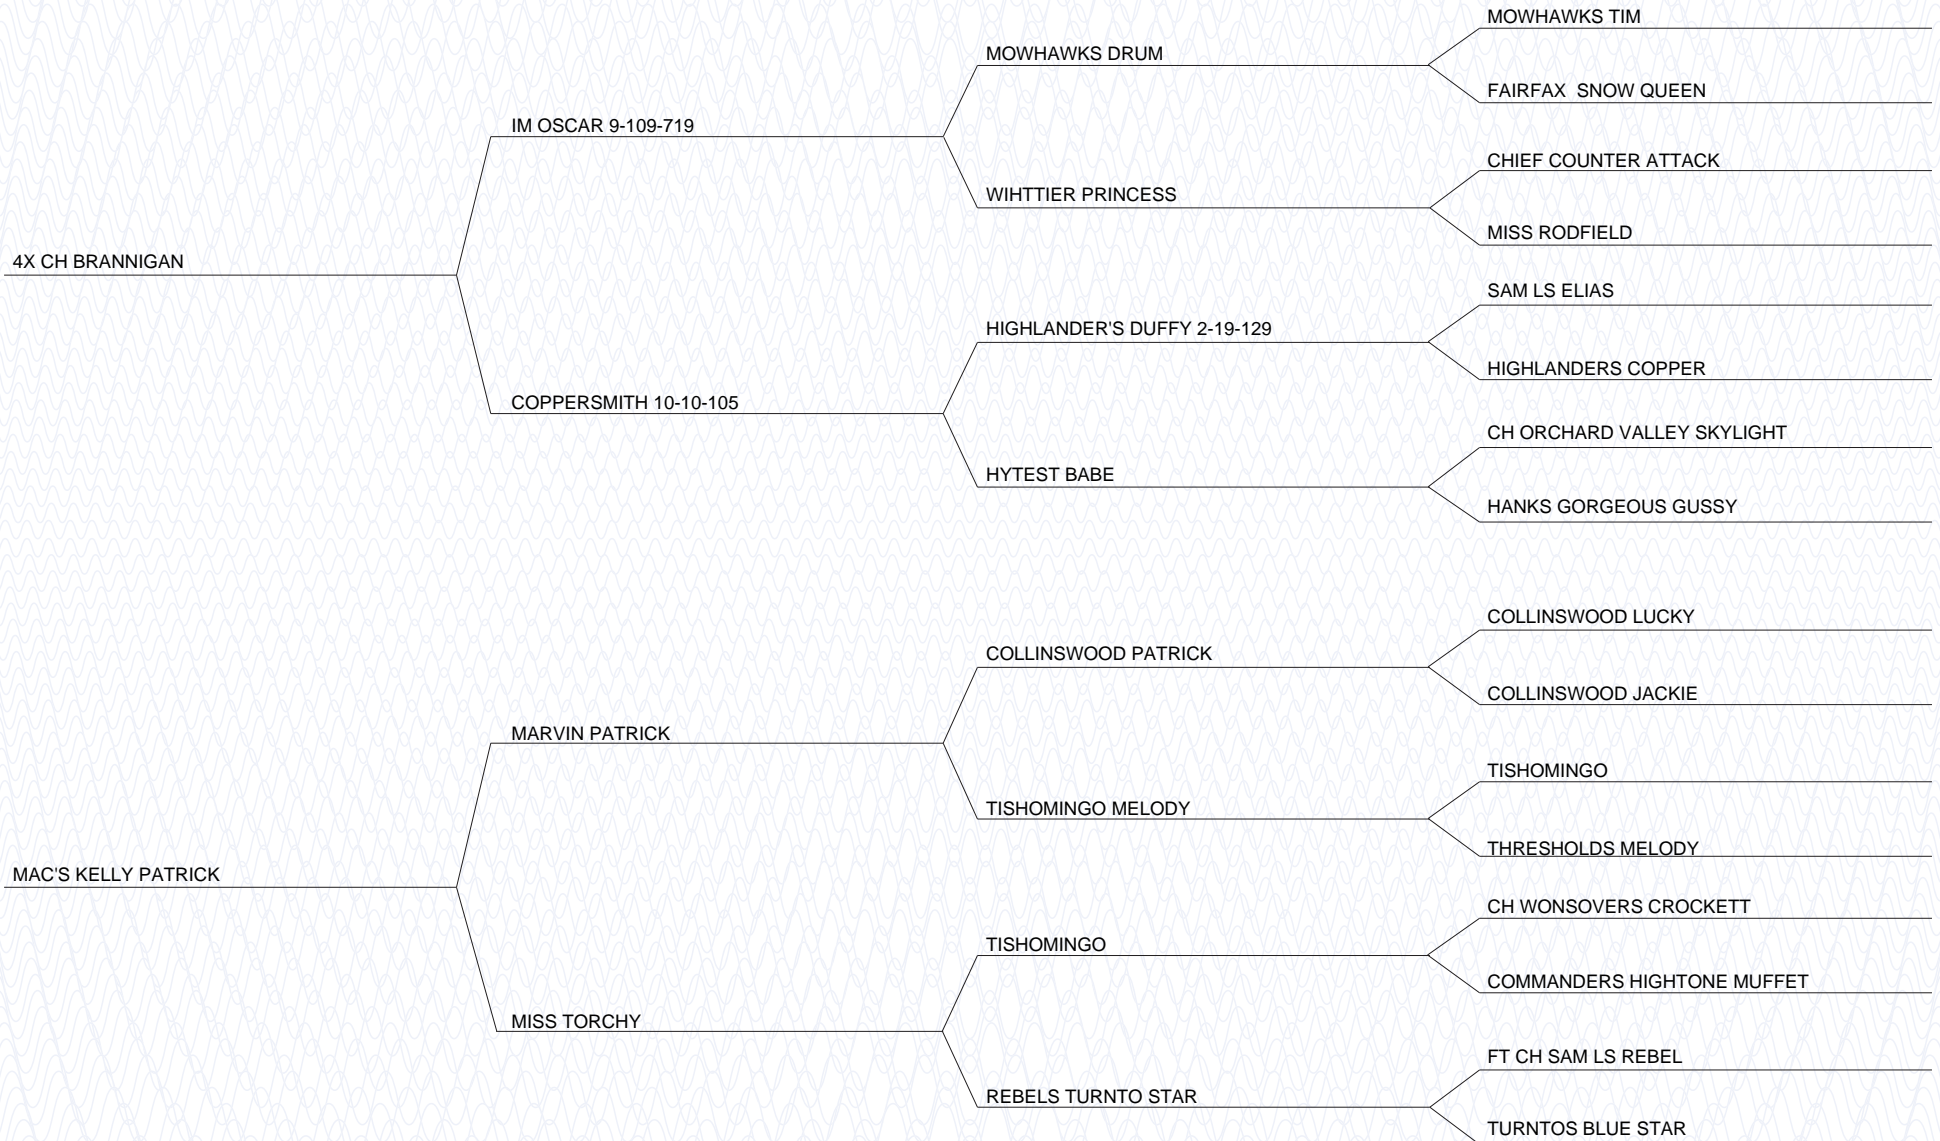 MOWHAWKS TIM
MOWHAWKS DRUM
FAIRFAX  SNOW QUEEN
IM OSCAR 9-109-719
CHIEF COUNTER ATTACK
WIHTTIER PRINCESS
MISS RODFIELD
4X CH BRANNIGAN
SAM LS ELIAS
HIGHLANDER'S DUFFY 2-19-129
HIGHLANDERS COPPER
COPPERSMITH 10-10-105
CH ORCHARD VALLEY SKYLIGHT
HYTEST BABE
HANKS GORGEOUS GUSSY
COLLINSWOOD LUCKY
COLLINSWOOD PATRICK
COLLINSWOOD JACKIE
MARVIN PATRICK
TISHOMINGO
TISHOMINGO MELODY
THRESHOLDS MELODY
MAC'S KELLY PATRICK
CH WONSOVERS CROCKETT
TISHOMINGO
COMMANDERS HIGHTONE MUFFET
MISS TORCHY
FT CH SAM LS REBEL
REBELS TURNTO STAR
TURNTOS BLUE STAR